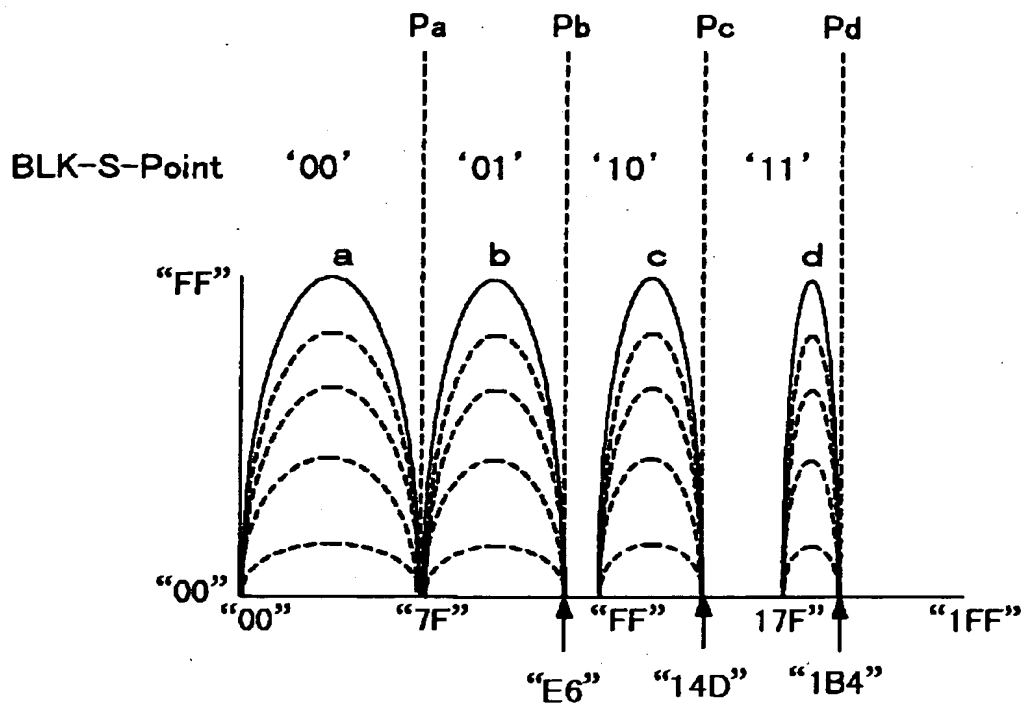 Pa Pb Pc Pd
BLK-S-Point ‘00’ ‘01’ ‘10’ ‘11’
a b c d
“FF”
“00”
“00” “7F” “FF” 17F” “1FF”
“E6” “14D” “1B4”